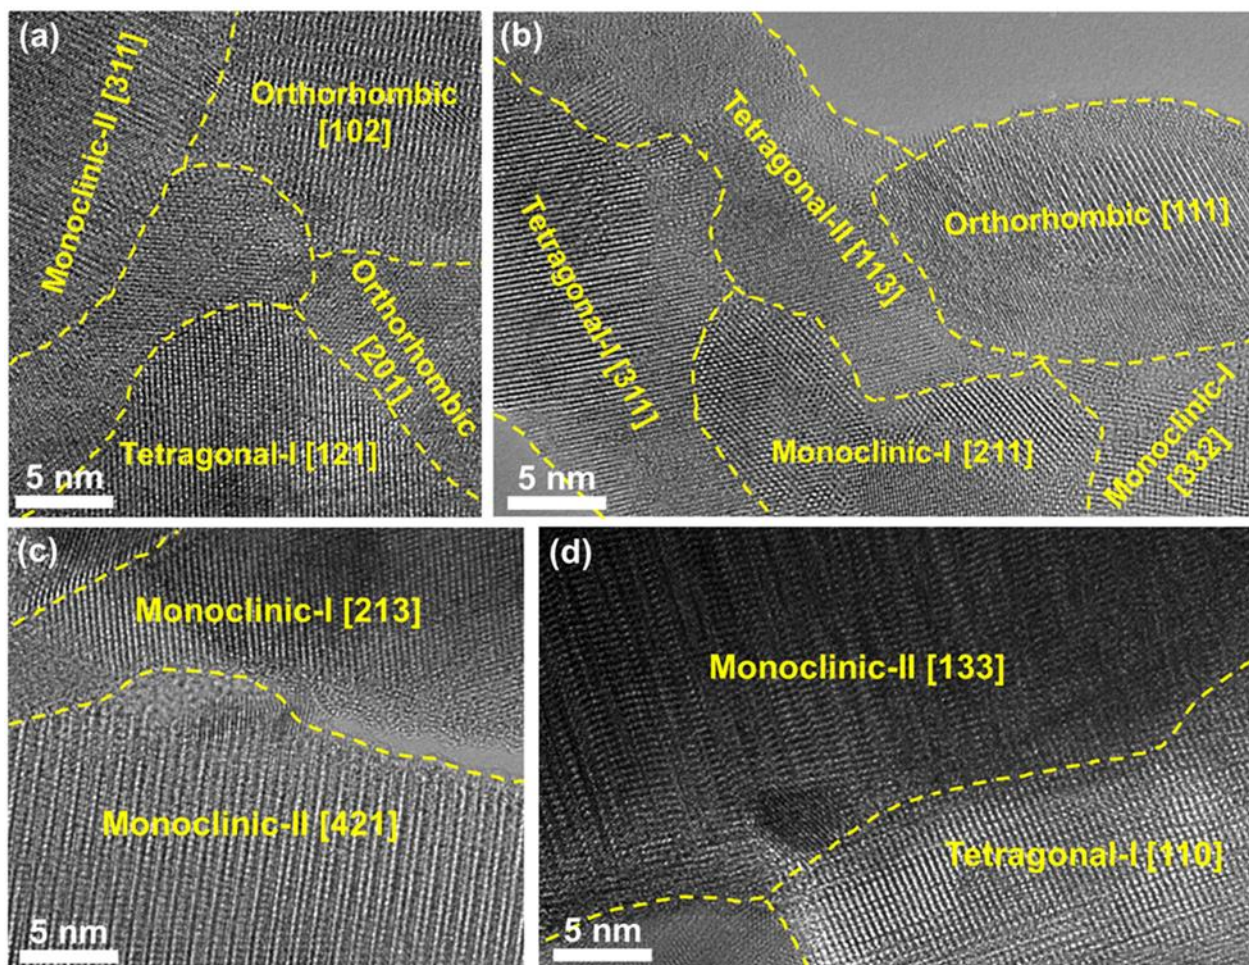 (a)
Monoclinic-II [311]
Orthorhombic
[102]
Orthorhombic
[201]
Tetragonal-I [121]
5 nm
(b)
Tetragonal-I [311]
Tetragonal-II [113]
Orthorhombic [111]
Monoclinic-I [211]
Monoclinic-I
[332]
5 nm
(c)
Monoclinic-I [213]
Monoclinic-II [421]
5 nm
(d)
Monoclinic-II [133]
Tetragonal-I [110]
5 nm